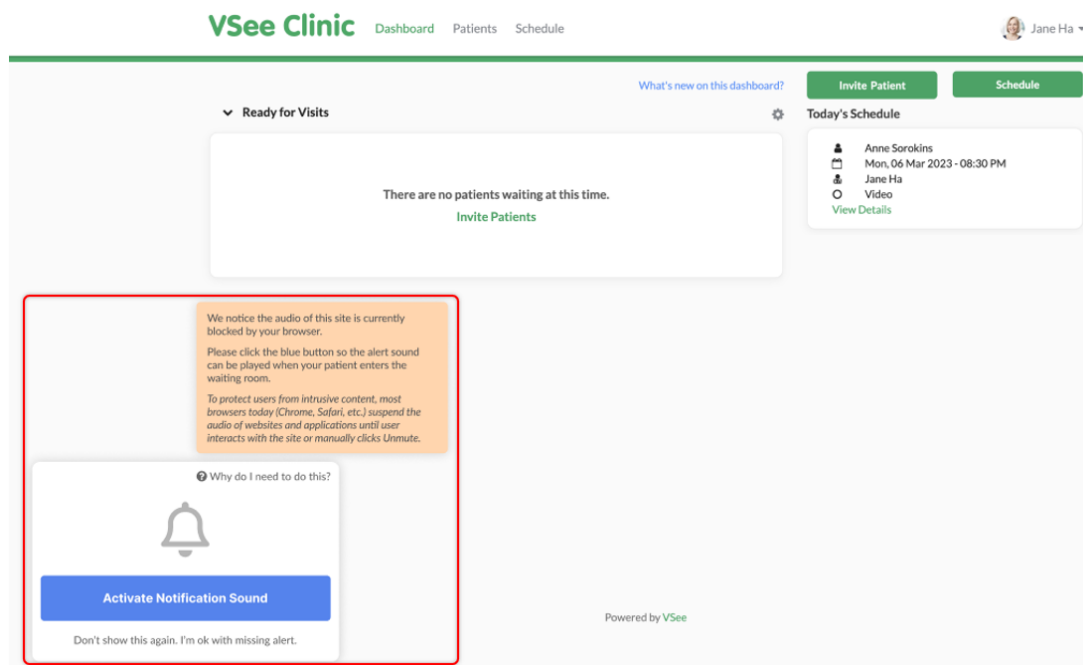 VSee Clinic
Dashboard
Patients
Schedule
Jane Ha
What's new on this dashboard?
Invite Patient
Schedule
Ready for Visits
Today's Schedule
There are no patients waiting at this time.
Invite Patients
Anne Sorokins
Mon, 06 Mar 2023 - 08:30 PM
Jane Ha
Video
View Details
We notice the audio of this site is currently
blocked by your browser.
Please click the blue button so the alert sound
can be played when your patient enters the
waiting room.
To protect users from intrusive content, most
browsers today (Chrome, Safari, etc.) suspend the
audio of websites and applications until user
interacts with the site or manually clicks Unmute.
Why do I need to do this?
Activate Notification Sound
Don't show this again. I'm ok with missing alert.
Powered by VSee